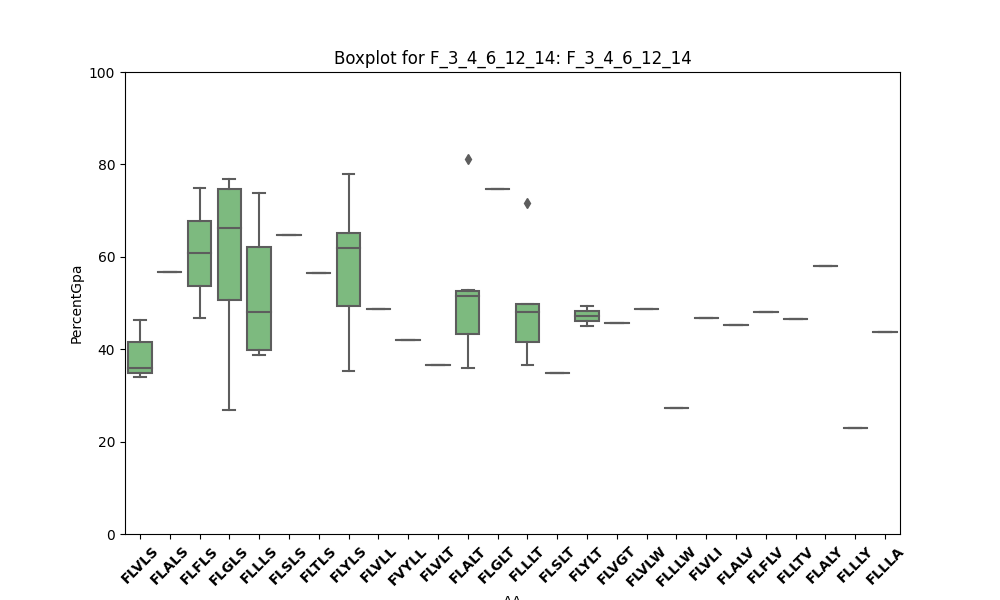 Boxplot for F_3_4_6_12_14: F_3_4_6_12_14
100
80
60
40
20
0
PercentGpa
FLVLS FLALS FLFLS FLGLS FLLLS FLSLS FLTLS FLYLS FLVLL FVYLL FLVLT FLALT FLGLT FLLLT FLSLT FLYLT FLVGT FLVLW FLLLW FLVLI FLALV FLFLV FLLTV FLALY FLLLY FLLLA
AA